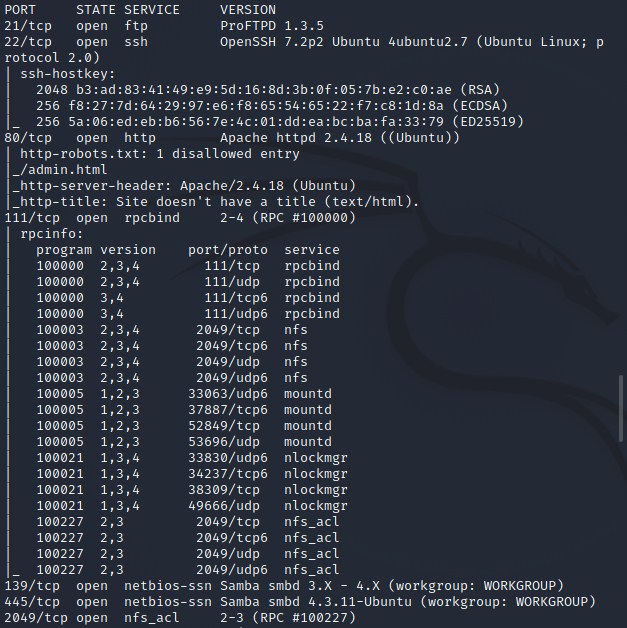 PORT     STATE SERVICE     VERSION
21/tcp   open  ftp         ProFTPD 1.3.5
22/tcp   open  ssh         OpenSSH 7.2p2 Ubuntu 4ubuntu2.7 (Ubuntu Linux; p
rotocol 2.0)
| ssh-hostkey:
|   2048 b3:ad:83:41:49:e9:5d:16:8d:3b:0f:05:7b:e2:c0:ae (RSA)
|   256 f8:27:7d:64:29:97:e6:f8:65:54:65:22:f7:c8:1d:8a (ECDSA)
|_  256 5a:06:ed:eb:b6:56:7e:4c:01:dd:ea:bc:ba:fa:33:79 (ED25519)
80/tcp   open  http        Apache httpd 2.4.18 ((Ubuntu))
| http-robots.txt: 1 disallowed entry
|_/admin.html
|_http-server-header: Apache/2.4.18 (Ubuntu)
|_http-title: Site doesn't have a title (text/html).
111/tcp  open  rpcbind     2-4 (RPC #100000)
| rpcinfo:
|   program version    port/proto  service
|   100000  2,3,4        111/tcp   rpcbind
|   100000  2,3,4        111/udp   rpcbind
|   100000  3,4          111/tcp6  rpcbind
|   100000  3,4          111/udp6  rpcbind
|   100003  2,3,4       2049/tcp   nfs
|   100003  2,3,4       2049/tcp6  nfs
|   100003  2,3,4       2049/udp   nfs
|   100003  2,3,4       2049/udp6  nfs
|   100005  1,2,3      33063/udp6  mountd
|   100005  1,2,3      37887/tcp6  mountd
|   100005  1,2,3      52849/tcp   mountd
|   100005  1,2,3      53696/udp   mountd
|   100021  1,3,4      33830/udp6  nlockmgr
|   100021  1,3,4      34237/tcp6  nlockmgr
|   100021  1,3,4      38309/tcp   nlockmgr
|   100021  1,3,4      49666/udp   nlockmgr
|   100227  2,3         2049/tcp   nfs_acl
|   100227  2,3         2049/tcp6  nfs_acl
|   100227  2,3         2049/udp   nfs_acl
|_  100227  2,3         2049/udp6  nfs_acl
139/tcp  open  netbios-ssn Samba smbd 3.X - 4.X (workgroup: WORKGROUP)
445/tcp  open  netbios-ssn Samba smbd 4.3.11-Ubuntu (workgroup: WORKGROUP)
2049/tcp open  nfs_acl     2-3 (RPC #100227)